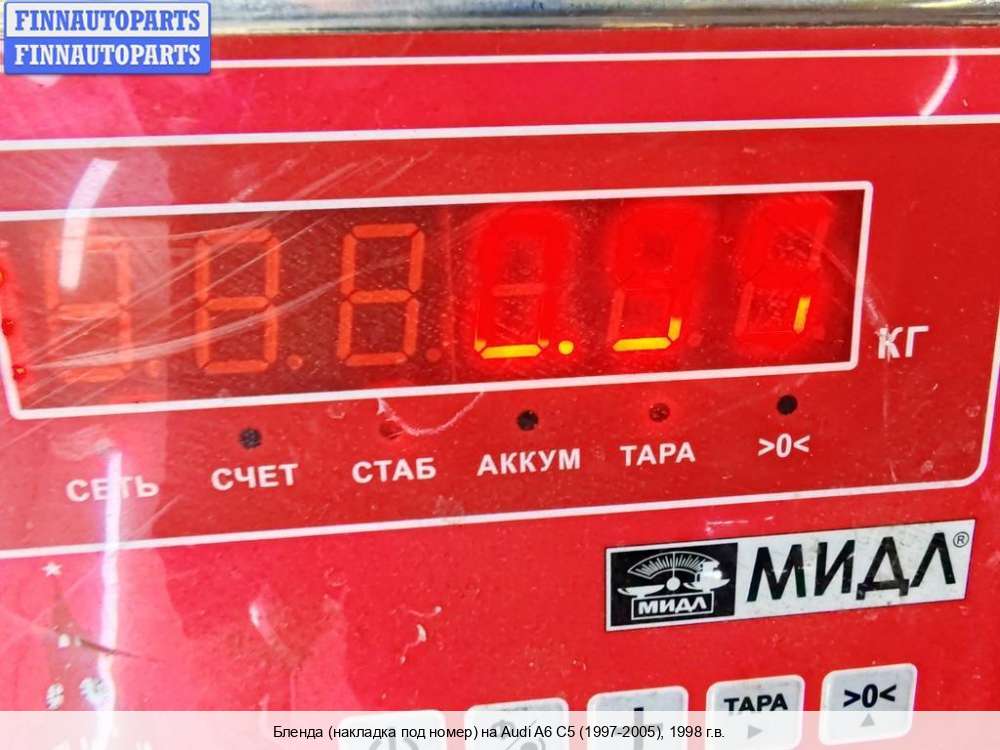 FINNAUTOPARTS
FINNAUTOPARTS
КГ
СЕТЬ СЧЕТ СТАБ АККУМ ТАРА >0<
МИДЛ МИДЛ®
ТАРА >0<
Бленда (накладка под номер) на Audi A6 C5 (1997-2005), 1998 г.в.